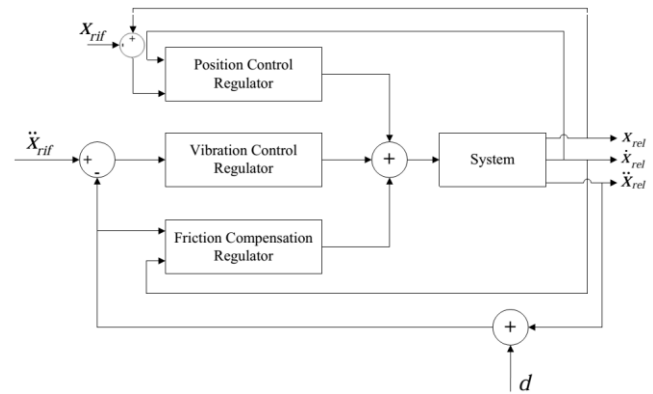 X_rif
+
-
Position Control
Regulator
Ẍ_rif
+
-
Vibration Control
Regulator
+
System
x_rel
ẋ_rel
ẍ_rel
Friction Compensation
Regulator
+
d